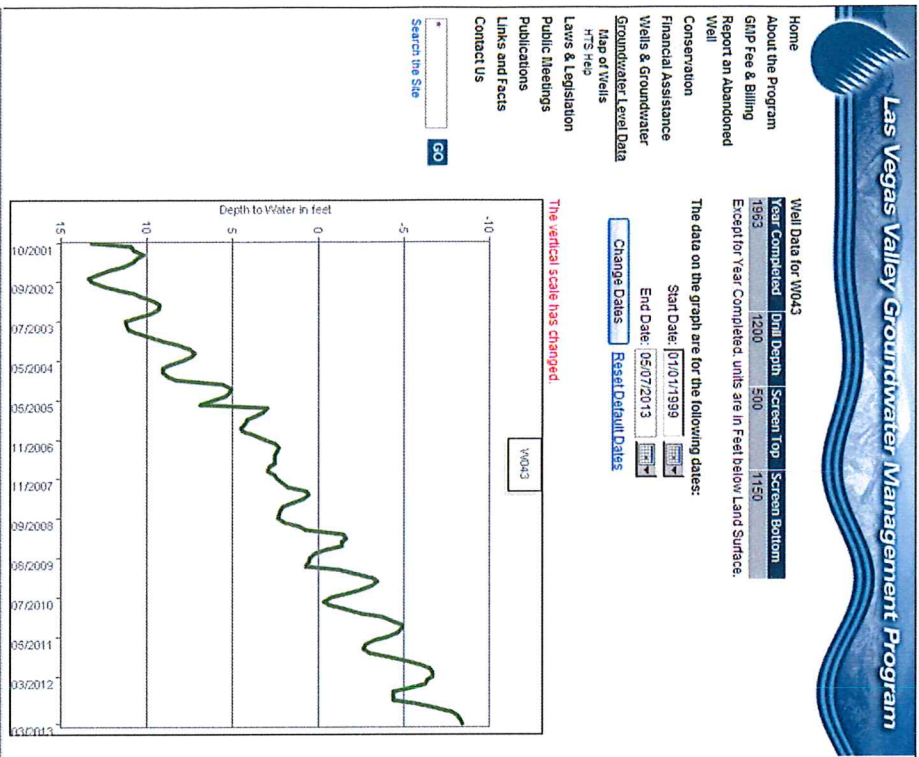 Las Vegas Valley Groundwater Management Program
Home
About the Program
GMP Fee & Billing
Report an Abandoned
Well
Conservation
Financial Assistance
Wells & Groundwater
Groundwater Level Data
Map of Wells
HTS Help
Laws & Legislation
Public Meetings
Publications
Links and Facts
Contact Us
GO
Search the Site
Well Data for W043
Year Completed Drill Depth Screen Top Screen Bottom
1963 1200 500 1150
Except for Year Completed, units are in Feet below Land Surface.
The data on the graph are for the following dates:
Start Date: 01/01/1999
End Date: 05/07/2013
Change Dates Reset Default Dates
The vertical scale has changed.
W043
Depth to Water in feet
-10
-5
0
5
10
15
10/2001 09/2002 07/2003 05/2004 05/2005 11/2006 11/2007 09/2008 08/2009 07/2010 05/2011 03/2012 03/2013